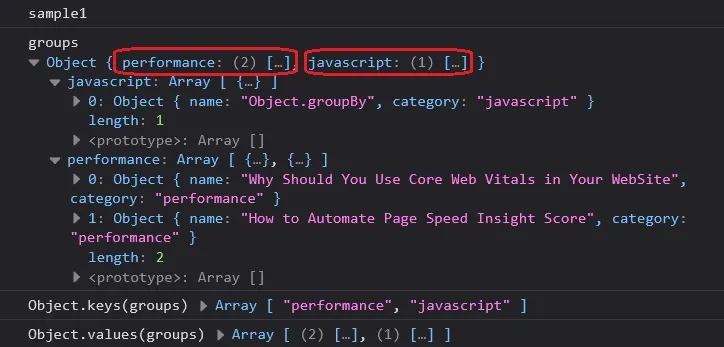 sample1
groups
▼ Object { performance: (2) […], javascript: (1) […] }
▼ javascript: Array [ {…} ]
▶ 0: Object { name: "Object.groupBy", category: "javascript" }
length: 1
▶ <prototype>: Array []
▼ performance: Array [ {…}, {…} ]
▶ 0: Object { name: "Why Should You Use Core Web Vitals in Your WebSite",
category: "performance" }
▶ 1: Object { name: "How to Automate Page Speed Insight Score", category:
"performance" }
length: 2
▶ <prototype>: Array []
Object.keys(groups) ▶ Array [ "performance", "javascript" ]
Object.values(groups) ▶ Array [ (2) […], (1) […] ]